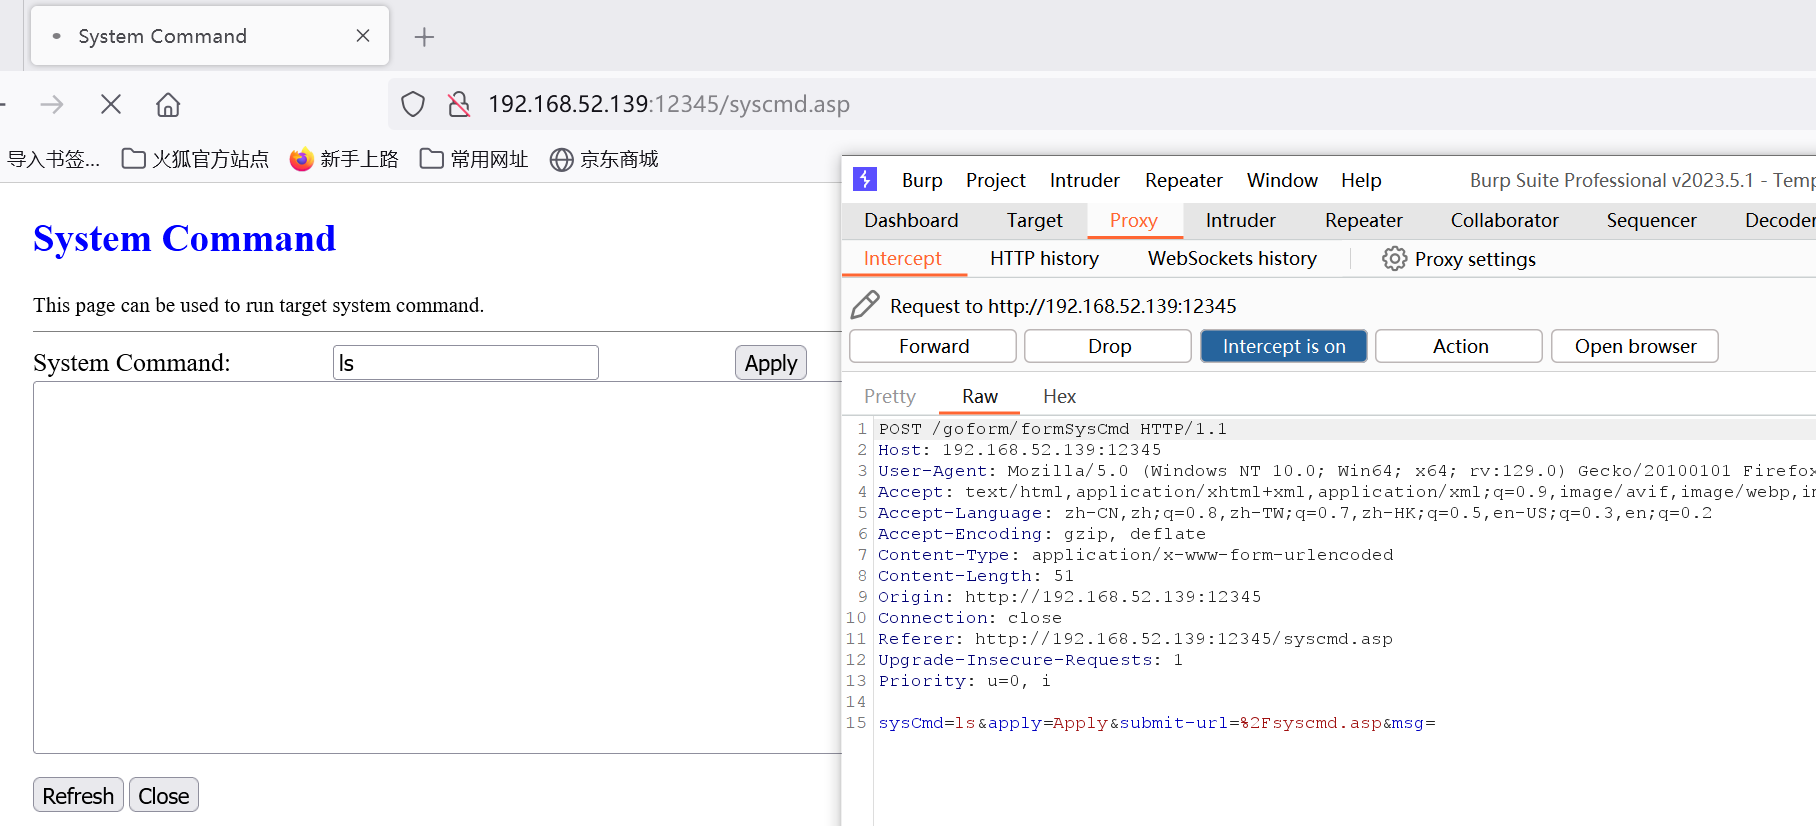 System Command
192.168.52.139:12345/syscmd.asp
导入书签... 火狐官方站点 新手上路 常用网址 京东商城
System Command
This page can be used to run target system command.
System Command: ls Apply
Refresh Close
Burp Project Intruder Repeater Window Help Burp Suite Professional v2023.5.1 - Temp
Dashboard Target Proxy Intruder Repeater Collaborator Sequencer Decoder
Intercept HTTP history WebSockets history Proxy settings
Request to http://192.168.52.139:12345
Forward Drop Intercept is on Action Open browser
Pretty Raw Hex
1 POST /goform/formSysCmd HTTP/1.1
2 Host: 192.168.52.139:12345
3 User-Agent: Mozilla/5.0 (Windows NT 10.0; Win64; x64; rv:129.0) Gecko/20100101 Firefox
4 Accept: text/html,application/xhtml+xml,application/xml;q=0.9,image/avif,image/webp,
5 Accept-Language: zh-CN,zh;q=0.8,zh-TW;q=0.7,zh-HK;q=0.5,en-US;q=0.3,en;q=0.2
6 Accept-Encoding: gzip, deflate
7 Content-Type: application/x-www-form-urlencoded
8 Content-Length: 51
9 Origin: http://192.168.52.139:12345
10 Connection: close
11 Referer: http://192.168.52.139:12345/syscmd.asp
12 Upgrade-Insecure-Requests: 1
13 Priority: u=0, i
14
15 sysCmd=ls&apply=Apply&submit-url=%2Fsyscmd.asp&msg=